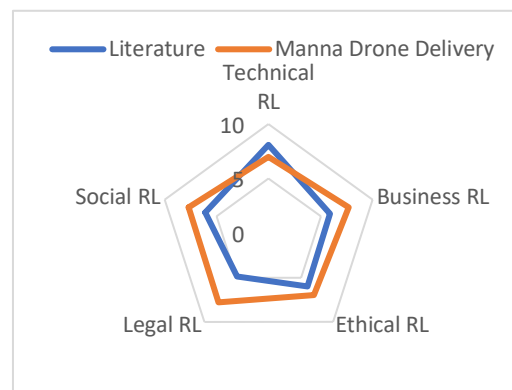 Literature Manna Drone Delivery
Technical
RL
10
5
0
Social RL
Business RL
Legal RL
Ethical RL